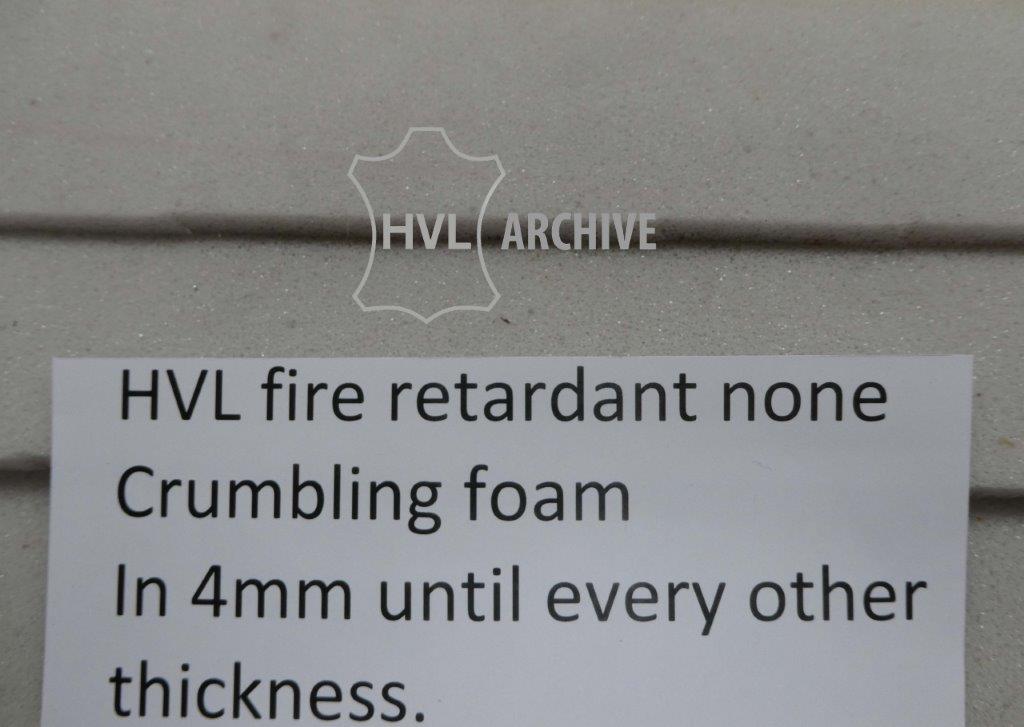 HVL ARCHIVE
HVL fire retardant none
Crumbling foam
In 4mm until every other
thickness.